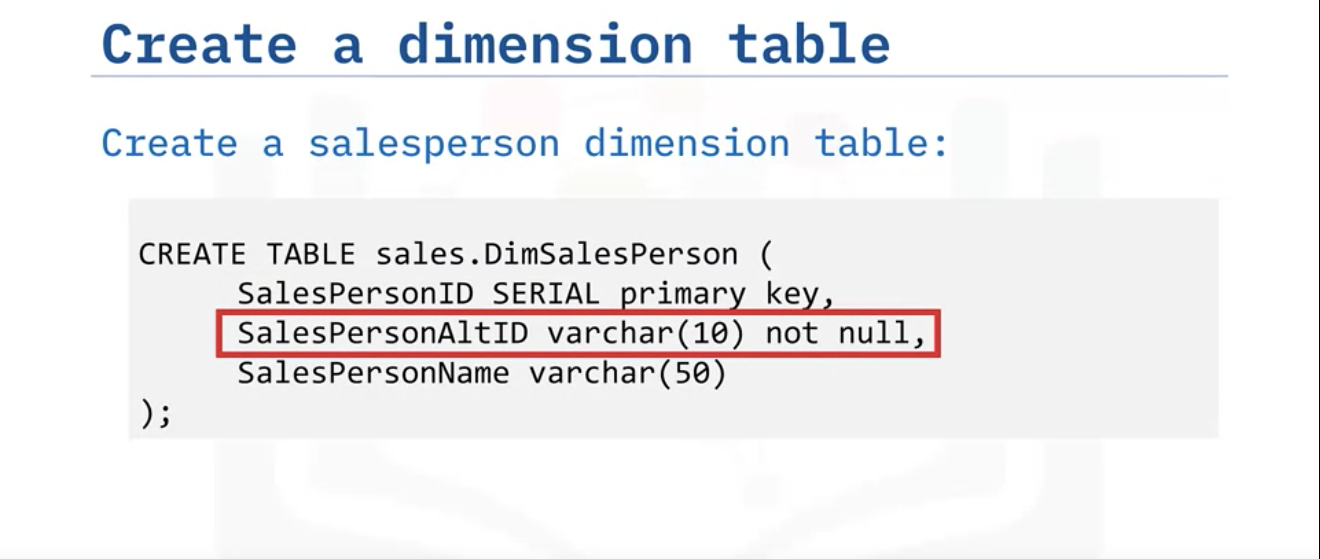 Create a dimension table
Create a salesperson dimension table:
CREATE TABLE sales.DimSalesPerson (
SalesPersonID SERIAL primary key,
SalesPersonAltID varchar(10) not null,
SalesPersonName varchar(50)
);